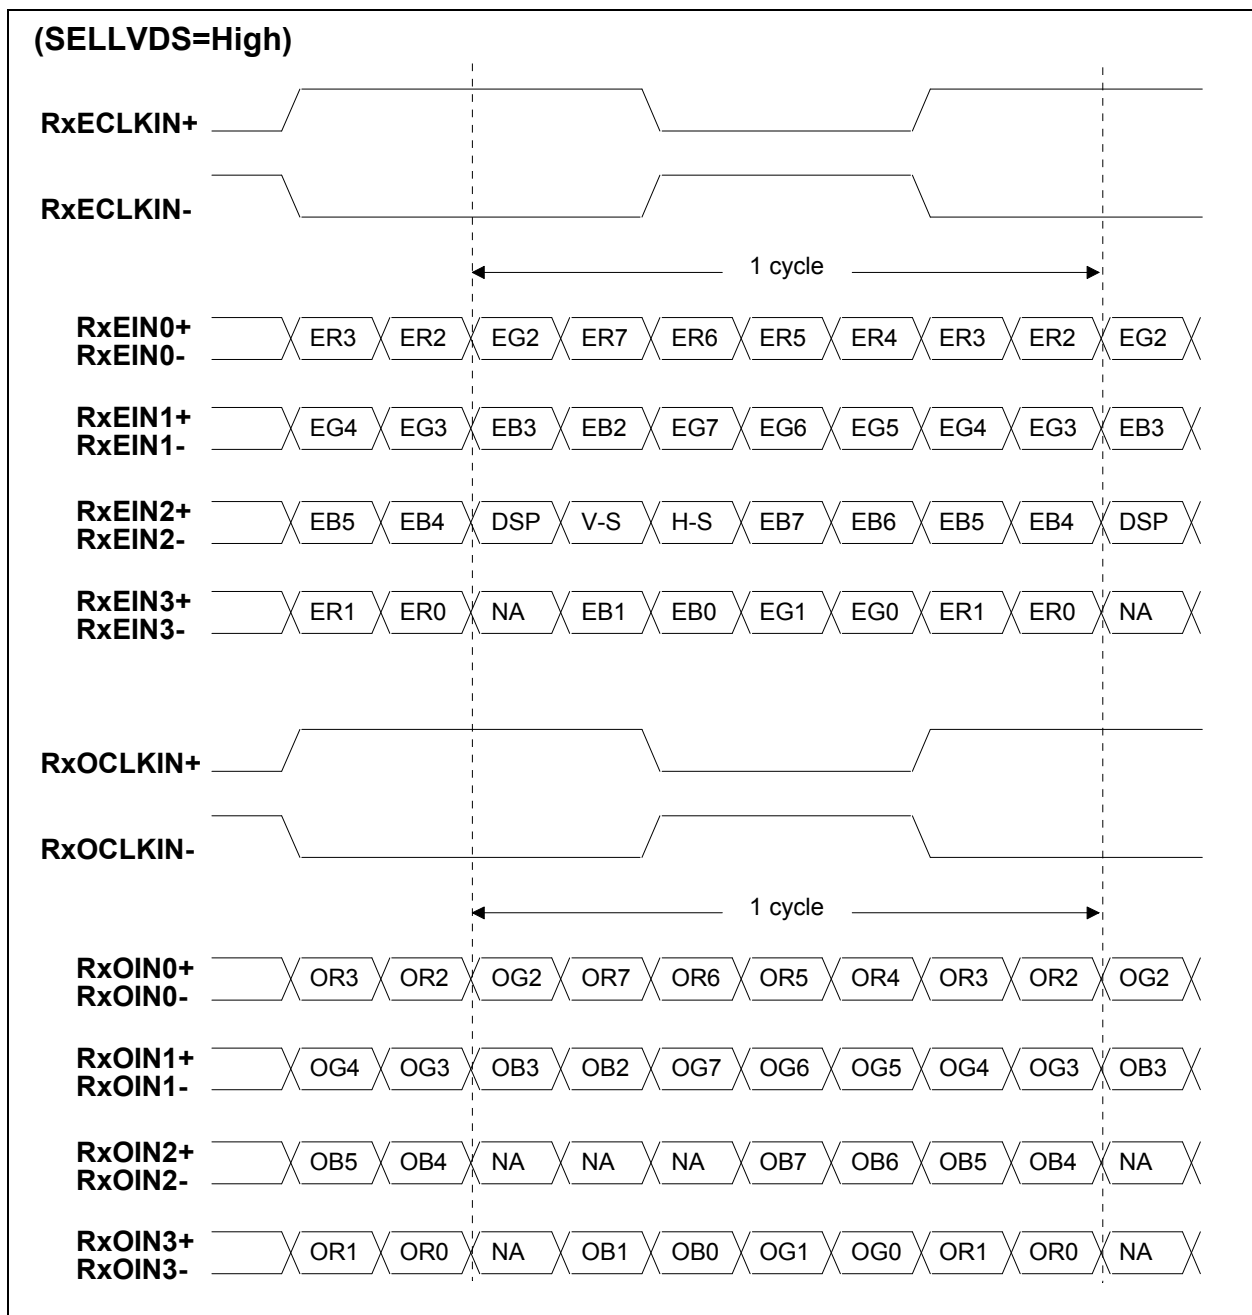 (SELLVDS=High)
RxECLKIN+
RxECLKIN-
1 cycle
RxEIN0+
RxEIN0-
ER3 ER2 EG2 ER7 ER6 ER5 ER4 ER3 ER2 EG2
RxEIN1+
RxEIN1-
EG4 EG3 EB3 EB2 EG7 EG6 EG5 EG4 EG3 EB3
RxEIN2+
RxEIN2-
EB5 EB4 DSP V-S H-S EB7 EB6 EB5 EB4 DSP
RxEIN3+
RxEIN3-
ER1 ER0 NA EB1 EB0 EG1 EG0 ER1 ER0 NA
RxOCLKIN+
RxOCLKIN-
1 cycle
RxOIN0+
RxOIN0-
OR3 OR2 OG2 OR7 OR6 OR5 OR4 OR3 OR2 OG2
RxOIN1+
RxOIN1-
OG4 OG3 OB3 OB2 OG7 OG6 OG5 OG4 OG3 OB3
RxOIN2+
RxOIN2-
OB5 OB4 NA NA NA OB7 OB6 OB5 OB4 NA
RxOIN3+
RxOIN3-
OR1 OR0 NA OB1 OB0 OG1 OG0 OR1 OR0 NA